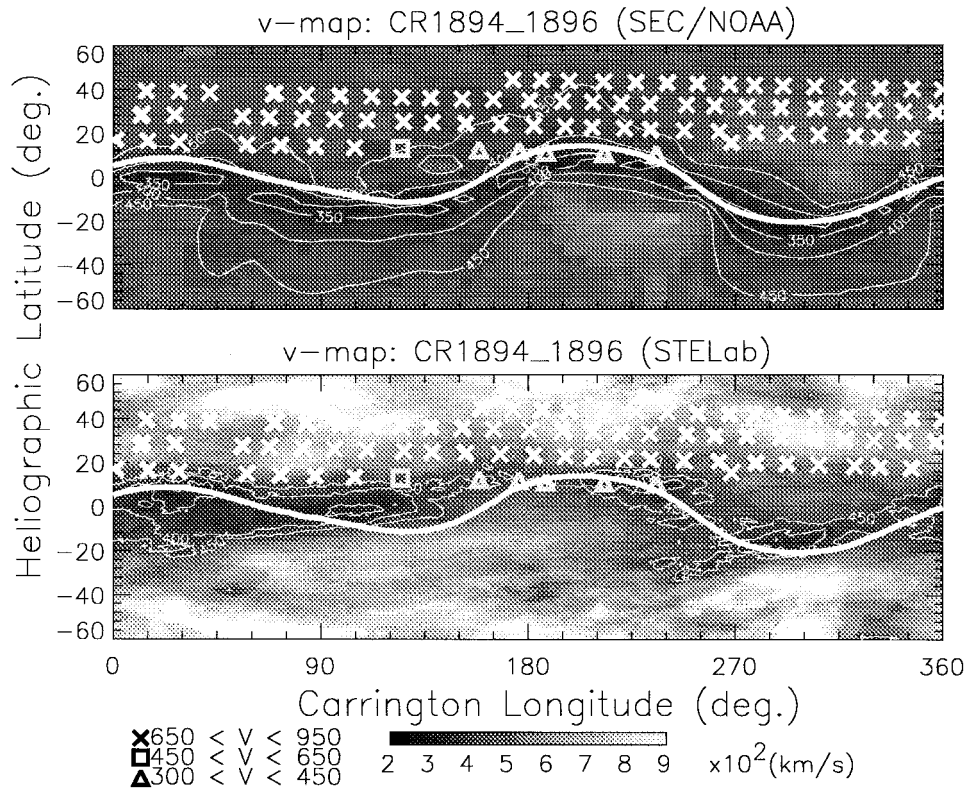 v-map: CR1894_1896 (SEC/NOAA)
60
40
20
0
-20
-40
-60
350
450
350
450
350
450
v-map: CR1894_1896 (STELab)
60
40
20
0
-20
-40
-60
400
450
Heliographic Latitude (deg.)
0 90 180 270 360
Carrington Longitude (deg.)
650 < V < 950
450 < V < 650
300 < V < 450
2 3 4 5 6 7 8 9 x10²(km/s)